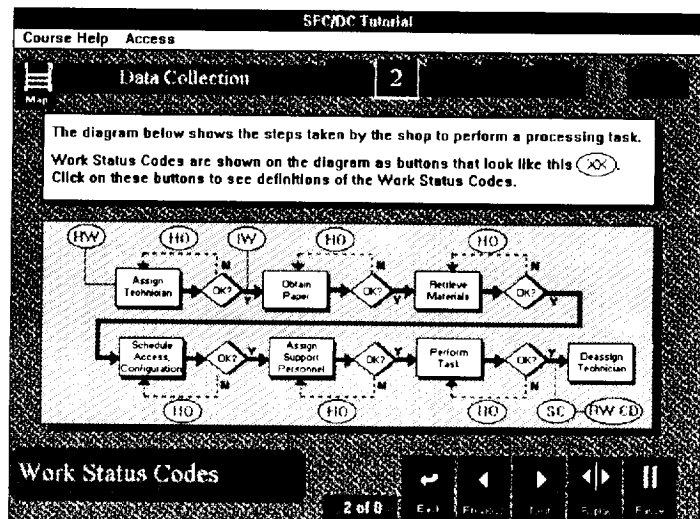 SFC/DC Tutorial
Course Help Access
Map
Data Collection
2
The diagram below shows the steps taken by the shop to perform a processing task.
Work Status Codes are shown on the diagram as buttons that look like this XX.
Click on these buttons to see definitions of the Work Status Codes.
RW HO IW HO HO
N N N
Assign Technician
OK?
Y
Obtain Paper
OK?
Y
Retrieve Materials
OK?
Y
Schedule Access, Configuration
OK?
Y
Assign Support Personnel
OK?
Y
Perform Task
OK?
Y
Deassign Technician
N N N
HO HO HO SC RW CD
Work Status Codes
2 of 8
Exit